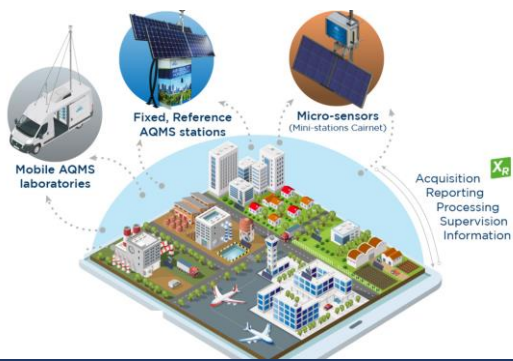 Mobile AQMS
laboratories
Fixed, Reference
AQMS stations
Micro-sensors
(Mini-stations Cairnet)
XR
Acquisition
Reporting
Processing
Supervision
Information